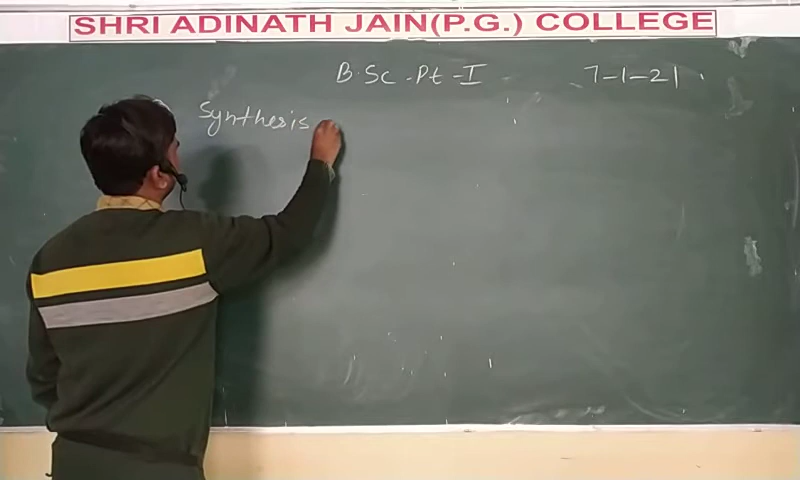 SHRI ADINATH JAIN(P.G.) COLLEGE
B.Sc-Pt-I 7-1-21
Synthesis